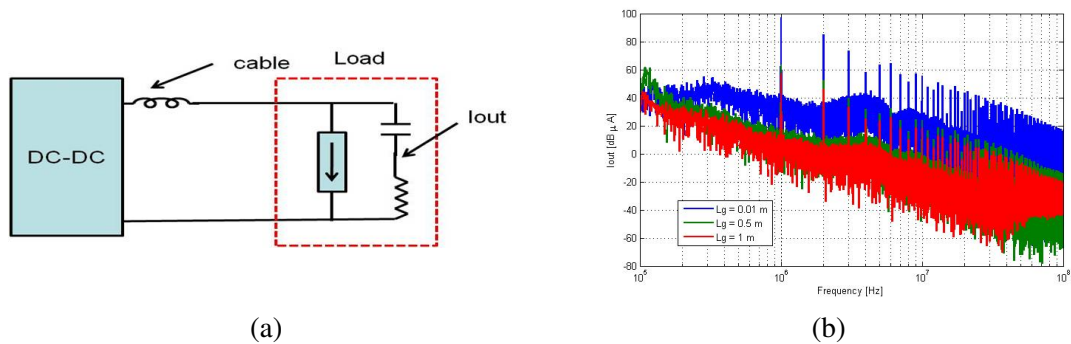 cable
Load
Iout
DC-DC
(a)
100
80
60
40
20
0
-20
-40
-60
-80
Iout [dB µ A]
Lg = 0.01 m
Lg = 0.5 m
Lg = 1 m
10^5
10^6
10^7
10^8
Frequency [Hz]
(b)